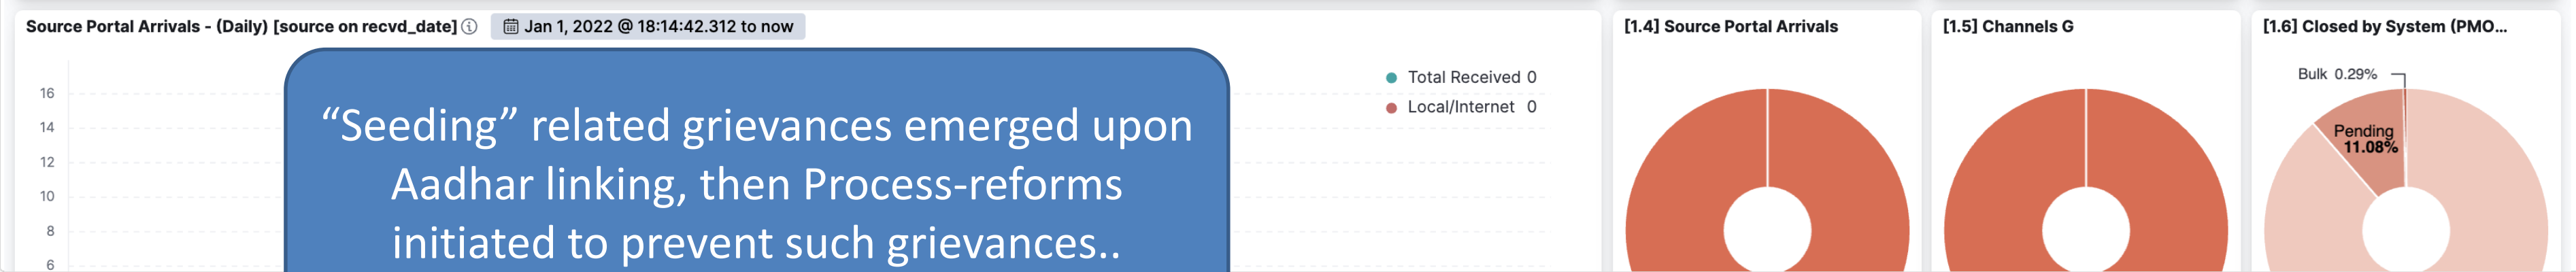 Source Portal Arrivals - (Daily) [source on recvd_date]
Jan 1, 2022 @ 18:14:42.312 to now
16
14
12
10
8
6
“Seeding” related grievances emerged upon
Aadhar linking, then Process-reforms
initiated to prevent such grievances..
Total Received 0
Local/Internet 0
[1.4] Source Portal Arrivals
[1.5] Channels G
[1.6] Closed by System (PMO...
Bulk 0.29%
Pending
11.08%